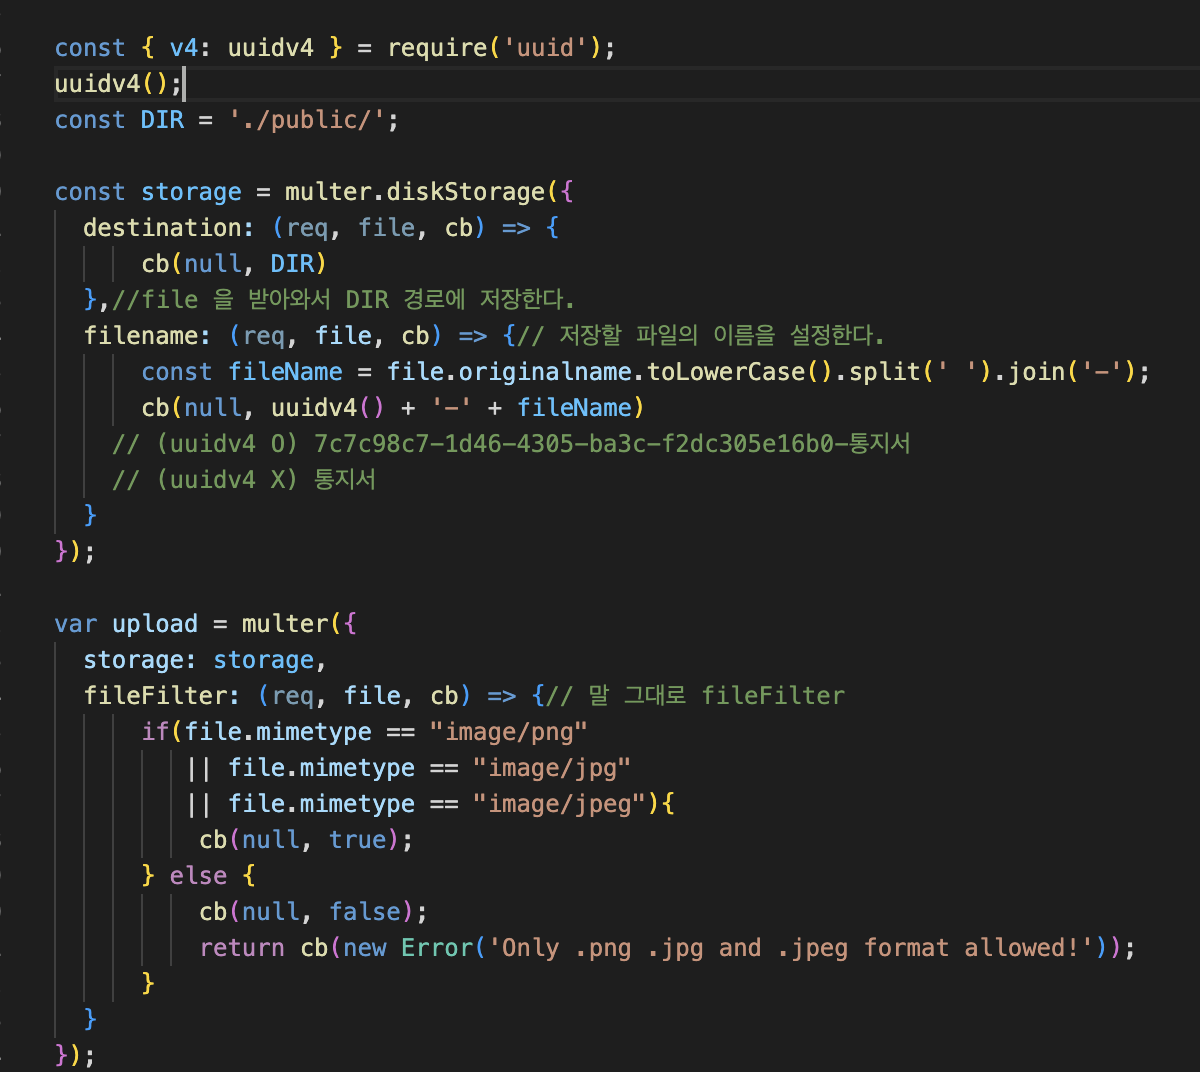 const { v4: uuidv4 } = require('uuid');
uuidv4();
const DIR = './public/';
const storage = multer.diskStorage({
destination: (req, file, cb) => {
cb(null, DIR)
},//file 을 받아와서 DIR 경로에 저장한다.
filename: (req, file, cb) => {// 저장할 파일의 이름을 설정한다.
const fileName = file.originalname.toLowerCase().split(' ').join('-');
cb(null, uuidv4() + '-' + fileName)
// (uuidv4 O) 7c7c98c7-1d46-4305-ba3c-f2dc305e16b0-통지서
// (uuidv4 X) 통지서
}
});
var upload = multer({
storage: storage,
fileFilter: (req, file, cb) => {// 말 그대로 fileFilter
if(file.mimetype == "image/png"
|| file.mimetype == "image/jpg"
|| file.mimetype == "image/jpeg"){
cb(null, true);
} else {
cb(null, false);
return cb(new Error('Only .png .jpg and .jpeg format allowed!'));
}
}
});